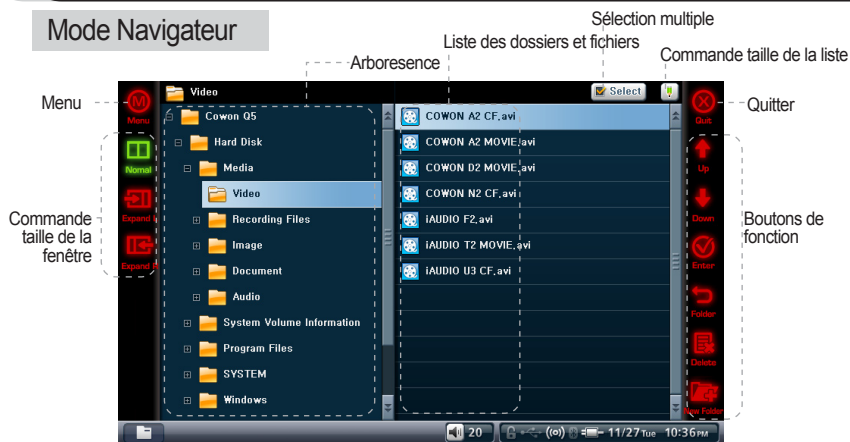 Mode Navigateur
Sélection multiple
Liste des dossiers et fichiers
Commande taille de la liste
Arboresence
Menu
Quitter
Commande
taille de la
fenêtre
Boutons de
fonction
Video
Select
Menu
Nomal
Expand
Expand
Cowon Q5
Hard Disk
Media
Video
Recording Files
Image
Document
Audio
System Volume Information
Program Files
SYSTEM
Windows
COWON A2 CF.avi
COWON A2 MOVIE.avi
COWON D2 MOVIE.avi
COWON N2 CF.avi
iAUDIO F2.avi
iAUDIO T2 MOVIE.avi
iAUDIO U3 CF.avi
Quit
Up
Down
Enter
Folder
Delete
New Folder
20
11/27 Tue 10:36 PM